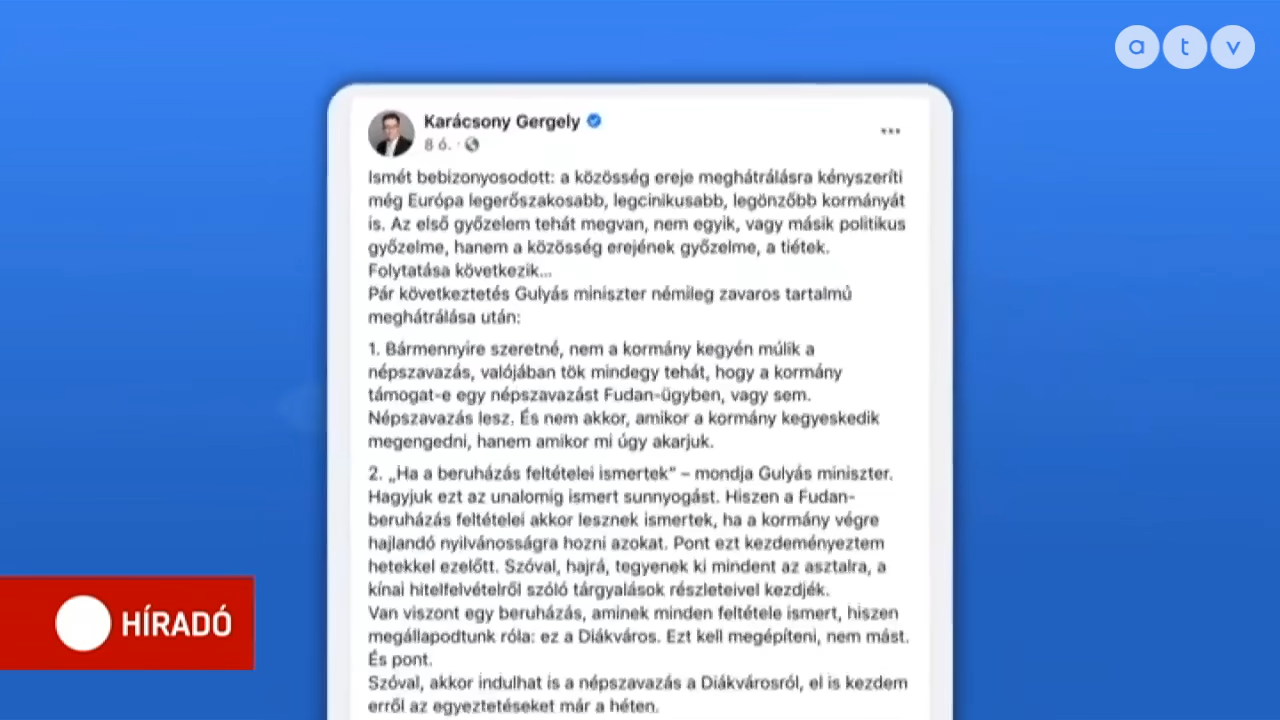 a t v
Karácsony Gergely
8 ó. ·
Ismét bebizonyosodott: a közösség ereje meghátrálásra kényszeríti
még Európa legerőszakosabb, legcinikusabb, legönzőbb kormányát
is. Az első győzelem tehát megvan, nem egyik, vagy másik politikus
győzelme, hanem a közösség erejének győzelme, a tiétek.
Folytatása következik...
Pár következtetés Gulyás miniszter némileg zavaros tartalmú
meghátrálása után:
1. Bármennyire szeretné, nem a kormány kegyén múlik a
népszavazás, valójában tök mindegy tehát, hogy a kormány
támogat-e egy népszavazást Fudan-ügyben, vagy sem.
Népszavazás lesz. És nem akkor, amikor a kormány kegyeskedik
megengedni, hanem amikor mi úgy akarjuk.
2. „Ha a beruházás feltételei ismertek" – mondja Gulyás miniszter.
Hagyjuk ezt az unalomig ismert sunnyogást. Hiszen a Fudan-
beruházás feltételei akkor lesznek ismertek, ha a kormány végre
hajlandó nyilvánosságra hozni azokat. Pont ezt kezdeményeztem
hetekkel ezelőtt. Szóval, hajrá, tegyenek ki mindent az asztalra, a
kínai hitelfelvételről szóló tárgyalások részleteivel kezdjék.
Van viszont egy beruházás, aminek minden feltétele ismert, hiszen
megállapodtunk róla: ez a Diákváros. Ezt kell megépíteni, nem mást.
És pont.
Szóval, akkor indulhat is a népszavazás a Diákvárosról, el is kezdem
erről az egyeztetéseket már a héten.
HÍRADÓ